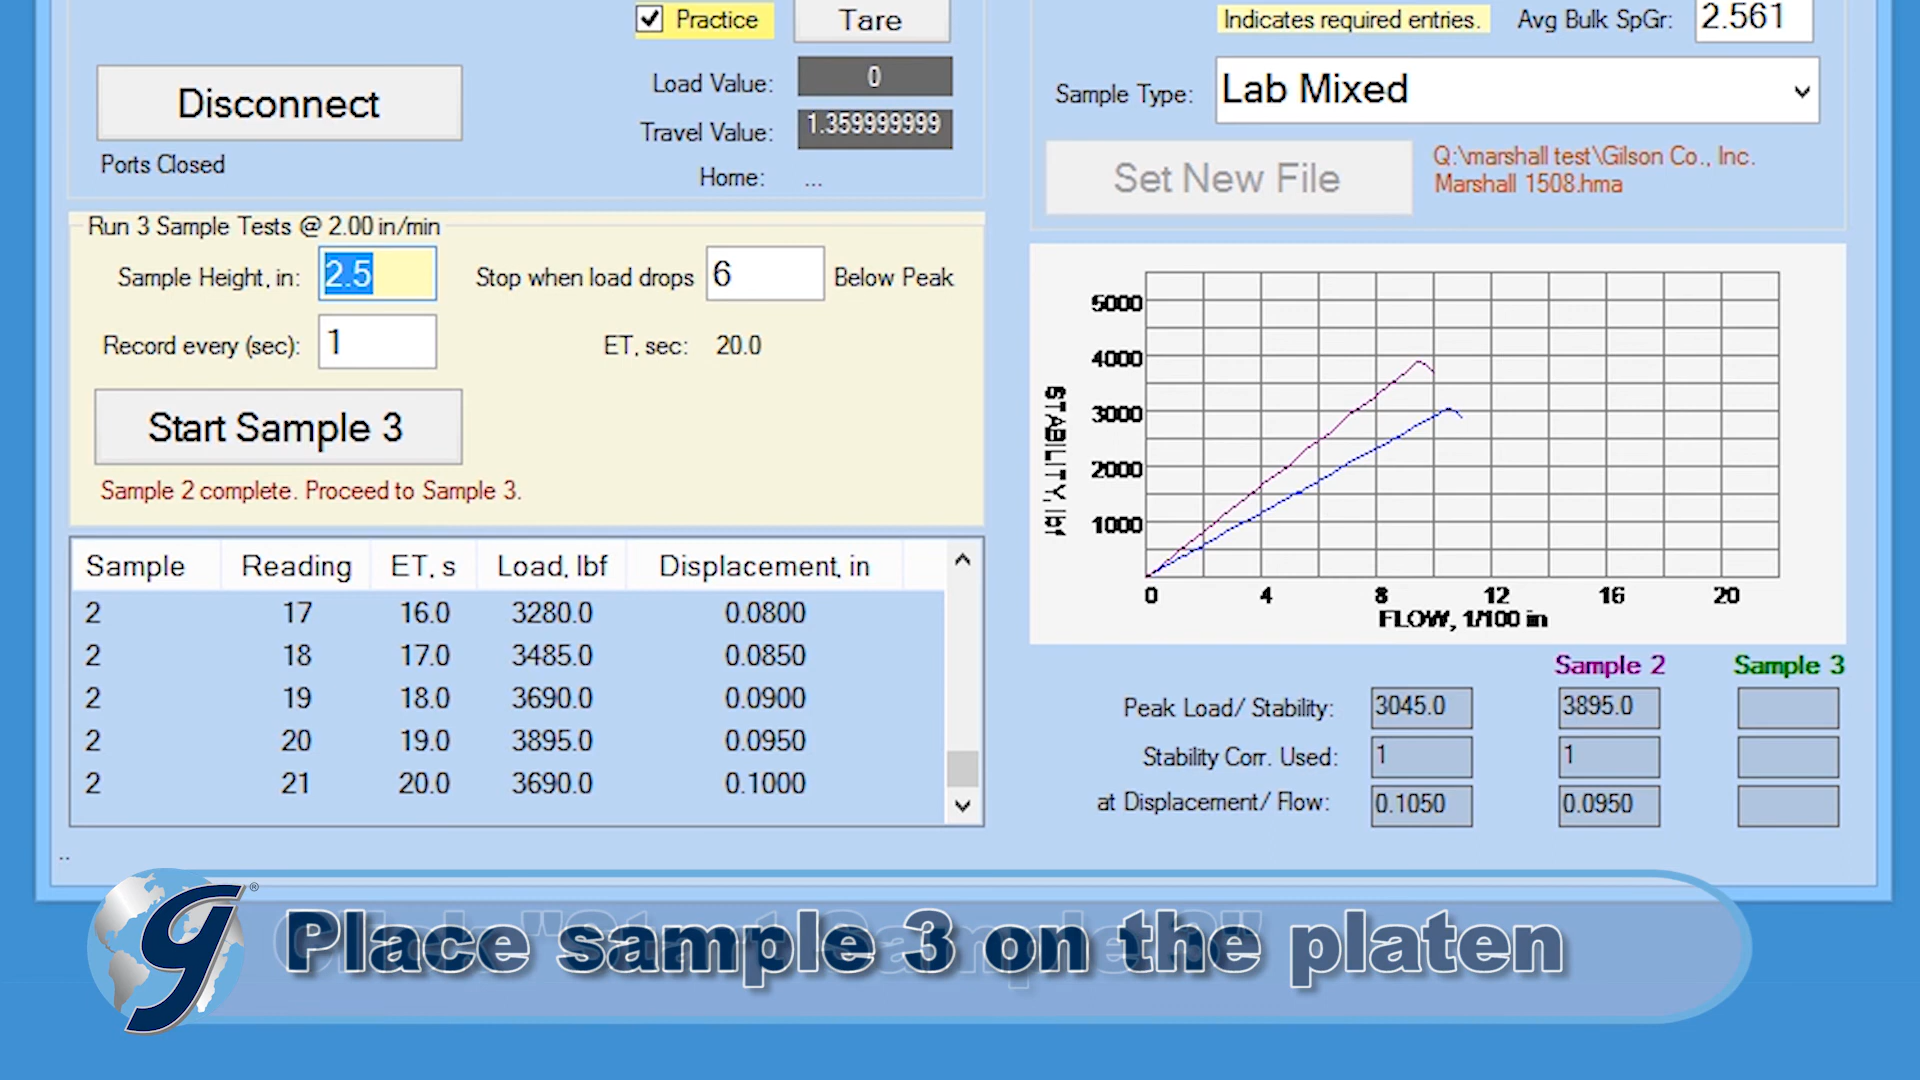 Practice
Tare
Indicates required entries.
Avg Bulk SpGr:
2.561
Disconnect
Load Value:
0
Sample Type:
Lab Mixed
Travel Value:
1.359999999
Ports Closed
Home:
...
Set New File
Q:\marshall test\Gilson Co., Inc.
Marshall 1508.hma
Run 3 Sample Tests @ 2.00 in/min
Sample Height, in:
2.5
Stop when load drops
6
Below Peak
Record every (sec):
1
ET, sec:
20.0
Start Sample 3
Sample 2 complete. Proceed to Sample 3.
Sample Reading ET, s Load, lbf Displacement, in
2 17 16.0 3280.0 0.0800
2 18 17.0 3485.0 0.0850
2 19 18.0 3690.0 0.0900
2 20 19.0 3895.0 0.0950
2 21 20.0 3690.0 0.1000
..
5000
4000
3000
2000
1000
STABILITY, lbf
0 4 8 12 16 20
FLOW, 1/100 in
Sample 2 Sample 3
Peak Load/ Stability: 3045.0 3895.0
Stability Corr. Used: 1 1
at Displacement/ Flow: 0.1050 0.0950
g ®
Place sample 3 on the platen